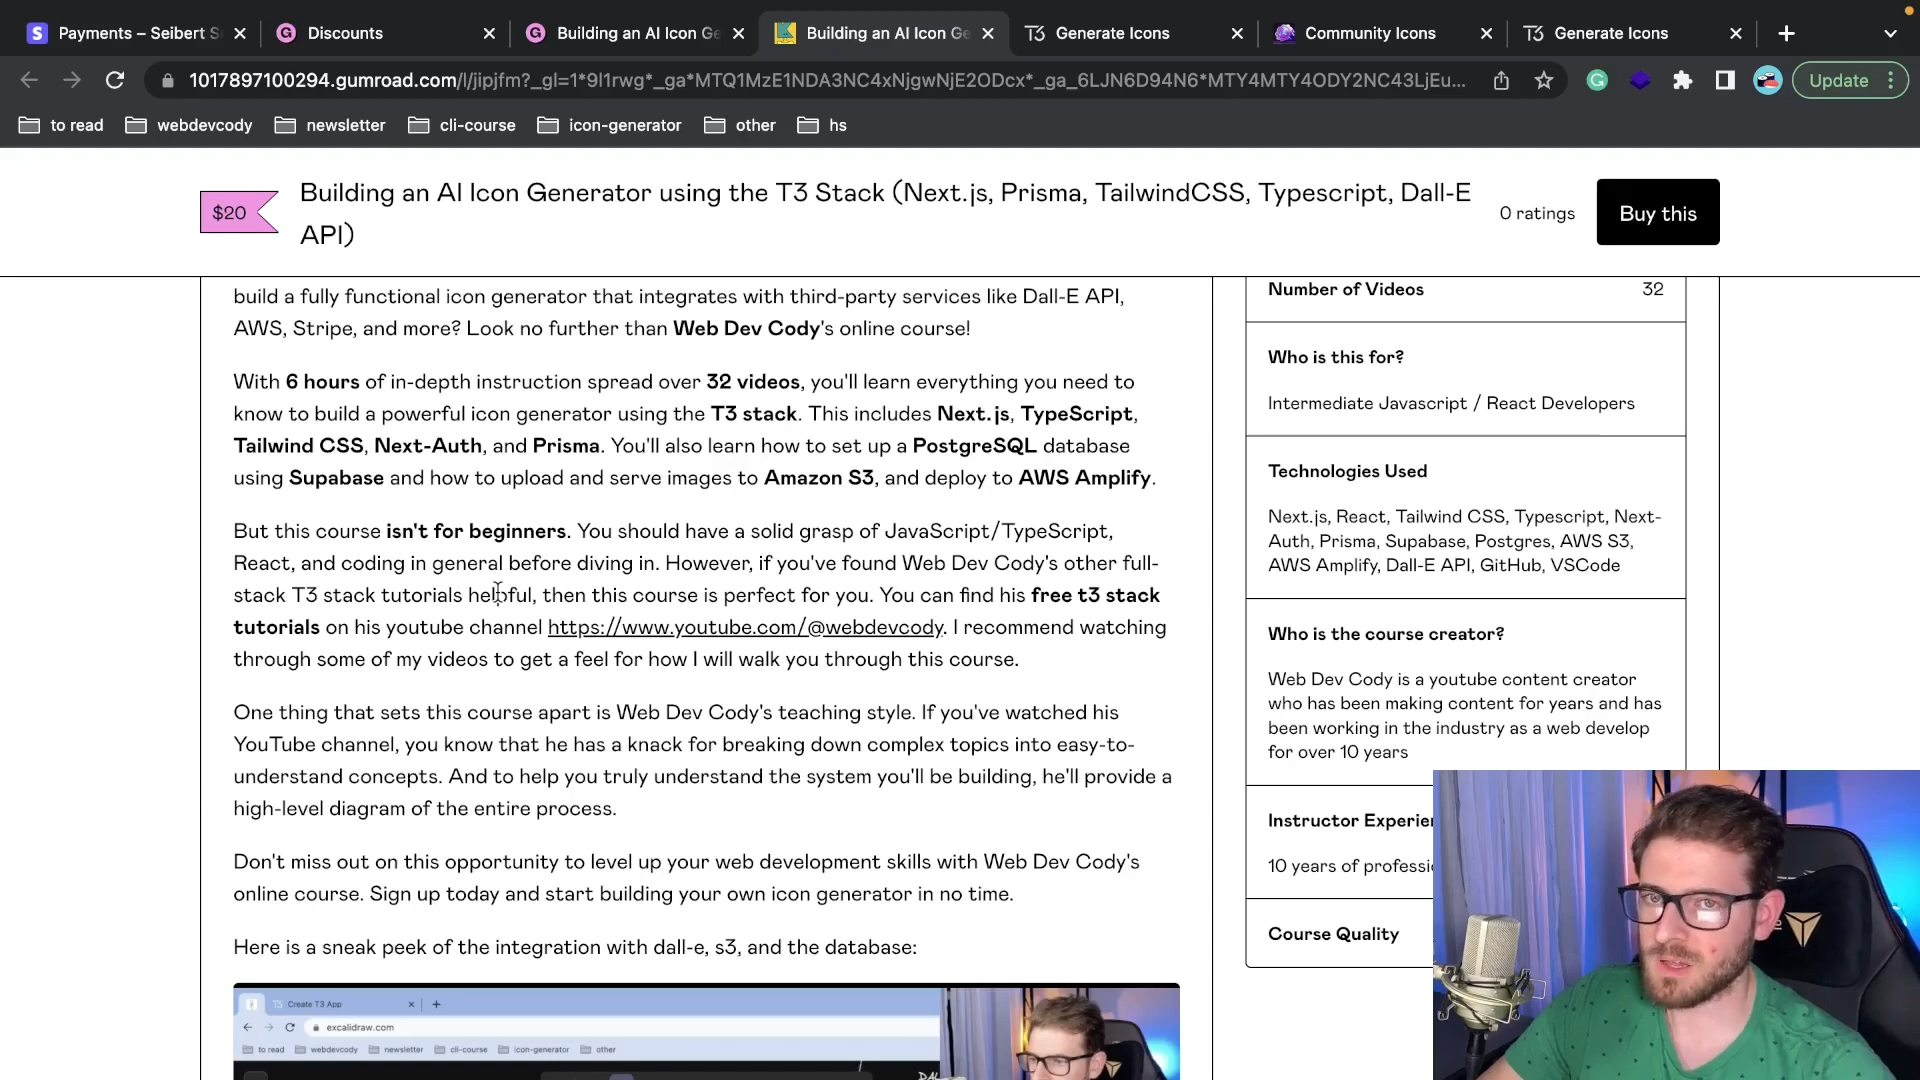 Payments – Seibert S
Discounts
Building an AI Icon Ge
Building an AI Icon Ge
T3 Generate Icons
Community Icons
T3 Generate Icons
1017897100294.gumroad.com/l/jipjfm?_gl=1*9l1rwg*_ga*MTQ1MzE1NDA3NC4xNjgwNjE2ODcx*_ga_6LJN6D94N6*MTY4MTY4ODY2NC43LjEu...
Update
to read
webdevcody
newsletter
cli-course
icon-generator
other
hs
$20
Building an AI Icon Generator using the T3 Stack (Next.js, Prisma, TailwindCSS, Typescript, Dall-E
API)
0 ratings
Buy this
build a fully functional icon generator that integrates with third-party services like Dall-E API,
AWS, Stripe, and more? Look no further than Web Dev Cody's online course!
With 6 hours of in-depth instruction spread over 32 videos, you'll learn everything you need to
know to build a powerful icon generator using the T3 stack. This includes Next.js, TypeScript,
Tailwind CSS, Next-Auth, and Prisma. You'll also learn how to set up a PostgreSQL database
using Supabase and how to upload and serve images to Amazon S3, and deploy to AWS Amplify.
But this course isn't for beginners. You should have a solid grasp of JavaScript/TypeScript,
React, and coding in general before diving in. However, if you've found Web Dev Cody's other full-
stack T3 stack tutorials helpful, then this course is perfect for you. You can find his free t3 stack
tutorials on his youtube channel https://www.youtube.com/@webdevcody. I recommend watching
through some of my videos to get a feel for how I will walk you through this course.
One thing that sets this course apart is Web Dev Cody's teaching style. If you've watched his
YouTube channel, you know that he has a knack for breaking down complex topics into easy-to-
understand concepts. And to help you truly understand the system you'll be building, he'll provide a
high-level diagram of the entire process.
Don't miss out on this opportunity to level up your web development skills with Web Dev Cody's
online course. Sign up today and start building your own icon generator in no time.
Here is a sneak peek of the integration with dall-e, s3, and the database:
T3 Create T3 App
excalidraw.com
to read
webdevcody
newsletter
cli-course
icon-generator
other
Number of Videos
32
Who is this for?
Intermediate Javascript / React Developers
Technologies Used
Next.js, React, Tailwind CSS, Typescript, Next-
Auth, Prisma, Supabase, Postgres, AWS S3,
AWS Amplify, Dall-E API, GitHub, VSCode
Who is the course creator?
Web Dev Cody is a youtube content creator
who has been making content for years and has
been working in the industry as a web develop
for over 10 years
Instructor Experien
10 years of professi
Course Quality